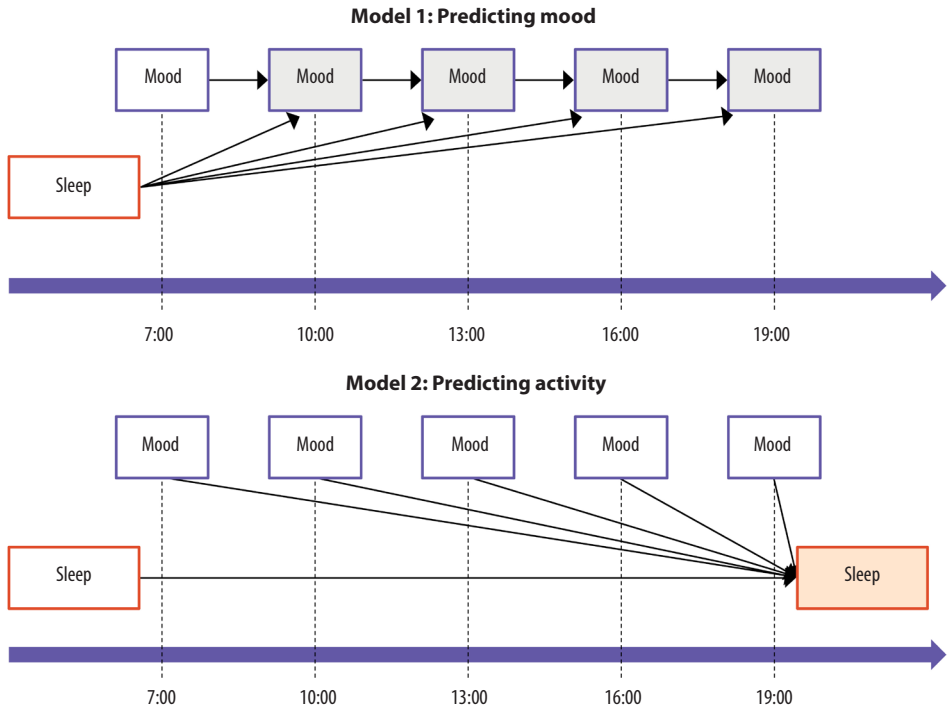 Model 1: Predicting mood
Mood Mood Mood Mood Mood
Sleep
7:00 10:00 13:00 16:00 19:00
Model 2: Predicting activity
Mood Mood Mood Mood Mood
Sleep Sleep
7:00 10:00 13:00 16:00 19:00